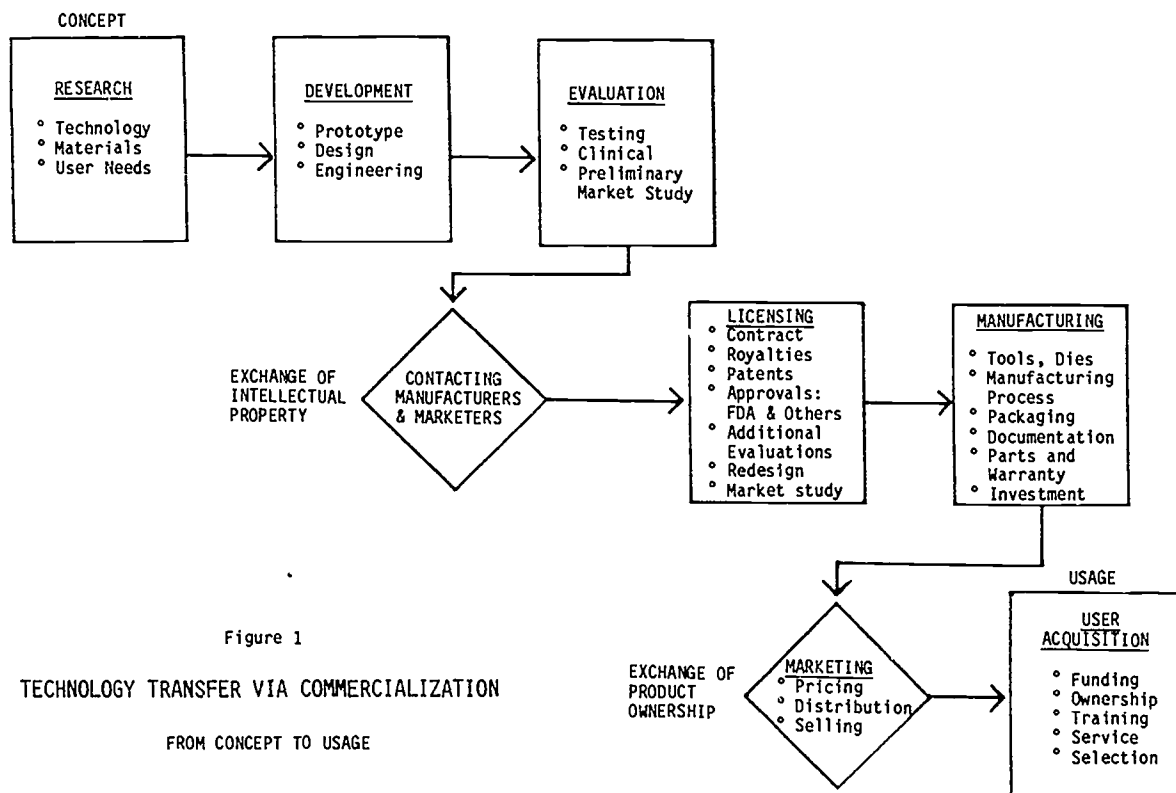 CONCEPT
RESEARCH
° Technology
° Materials
° User Needs
DEVELOPMENT
° Prototype
° Design
° Engineering
EVALUATION
° Testing
° Clinical
° Preliminary
Market Study
EXCHANGE OF
INTELLECTUAL
PROPERTY
CONTACTING
MANUFACTURERS
& MARKETERS
LICENSING
° Contract
° Royalties
° Patents
° Approvals:
FDA & Others
° Additional
Evaluations
° Redesign
° Market study
MANUFACTURING
° Tools, Dies
° Manufacturing
Process
° Packaging
° Documentation
° Parts and
Warranty
° Investment
EXCHANGE OF
PRODUCT
OWNERSHIP
MARKETING
° Pricing
° Distribution
° Selling
USAGE
USER
ACQUISITION
° Funding
° Ownership
° Training
° Service
° Selection
Figure 1
TECHNOLOGY TRANSFER VIA COMMERCIALIZATION
FROM CONCEPT TO USAGE